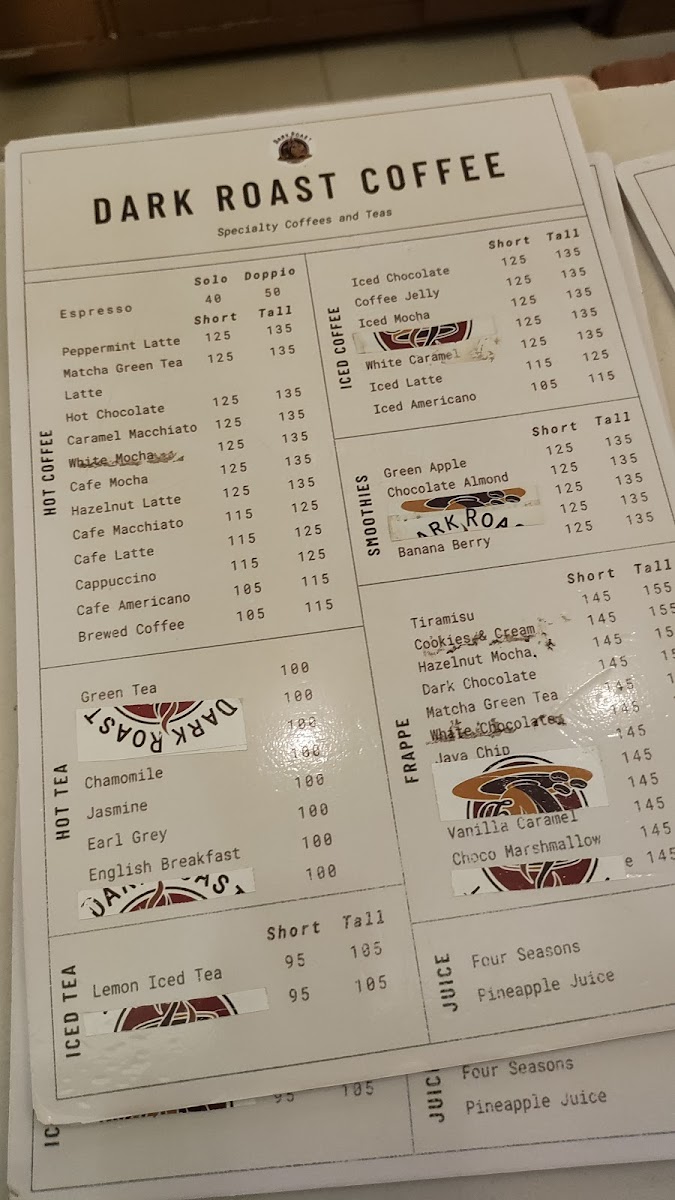 DARK ROAST
DARK ROAST COFFEE
Specialty Coffees and Teas
HOT COFFEE
Solo Doppio
Espresso 40 50
Short Tall
Peppermint Latte 125 135
Matcha Green Tea 125 135
Latte
Hot Chocolate 125 135
Caramel Macchiato 125 135
White Mocha 125 135
Cafe Mocha 125 135
Hazelnut Latte 125 135
Cafe Macchiato 115 125
Cafe Latte 115 125
Cappuccino 115 125
Cafe Americano 105 115
Brewed Coffee 105 115
HOT TEA
Green Tea 100
DARK ROAST 100
100
Chamomile 100
Jasmine 100
Earl Grey 100
English Breakfast 100
100
ICED TEA
Short Tall
Lemon Iced Tea 95 105
95 105
ICED COFFEE
Short Tall
Iced Chocolate 125 135
Coffee Jelly 125 135
Iced Mocha 125 135
125 135
White Caramel 125 135
Iced Latte 115 125
Iced Americano 105 115
SMOOTHIES
Short Tall
Green Apple 125 135
Chocolate Almond 125 135
125 135
ARK ROA 125 135
Banana Berry 125 135
FRAPPE
Short Tall
Tiramisu 145 155
Cookies & Cream 145 155
Hazelnut Mocha 145 15
Dark Chocolate 145 15
Matcha Green Tea 145
White Chocolate 145
Java Chip 145
145
145
Vanilla Caramel 145
Choco Marshmallow 145
e 145
JUICE
Four Seasons
Pineapple Juice
IC
95 105
JUIC
Four Seasons
Pineapple Juice